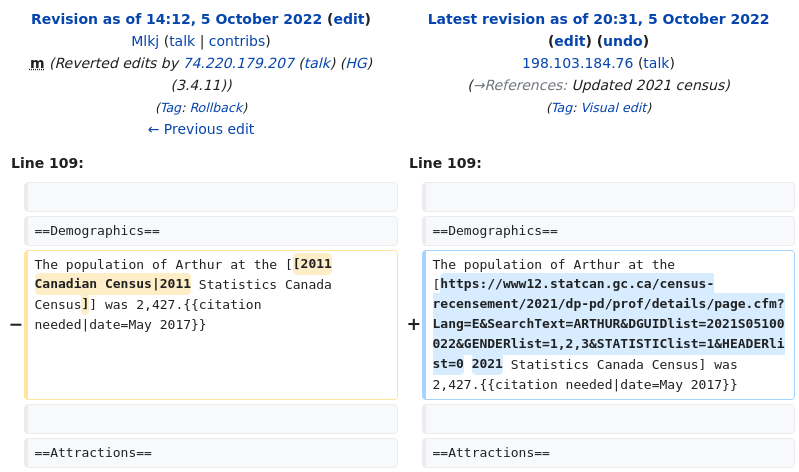 Revision as of 14:12, 5 October 2022 (edit)
Mlkj (talk | contribs)
m (Reverted edits by 74.220.179.207 (talk) (HG)
(3.4.11))
(Tag: Rollback)
← Previous edit
Latest revision as of 20:31, 5 October 2022
(edit) (undo)
198.103.184.76 (talk)
(→References: Updated 2021 census)
(Tag: Visual edit)
Line 109:
Line 109:
==Demographics==
==Demographics==
−
The population of Arthur at the [[2011
Canadian Census|2011 Statistics Canada
Census]] was 2,427.{{citation
needed|date=May 2017}}
+
The population of Arthur at the
[https://www12.statcan.gc.ca/census-
recensement/2021/dp-pd/prof/details/page.cfm?
Lang=E&SearchText=ARTHUR&DGUIDlist=2021S05100
022&GENDERlist=1,2,3&STATISTIClist=1&HEADERli
st=0 2021 Statistics Canada Census] was
2,427.{{citation needed|date=May 2017}}
==Attractions==
==Attractions==